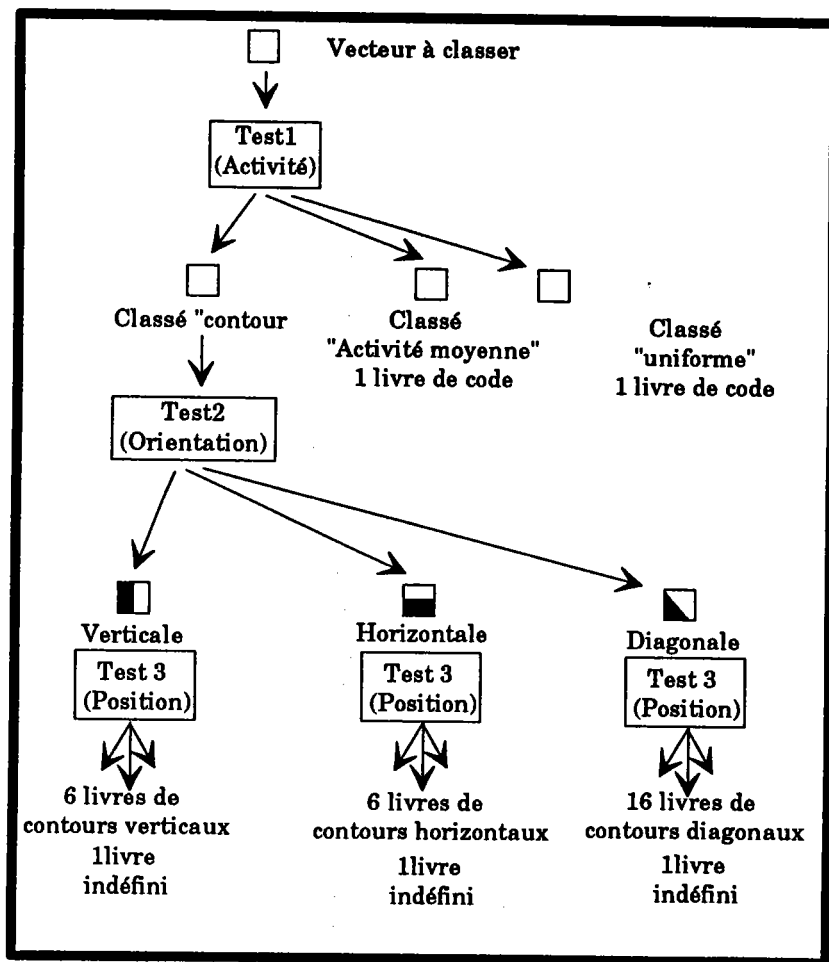 Vecteur à classer
Test1
(Activité)
Classé "contour
Classé
"Activité moyenne"
1 livre de code
Classé
"uniforme"
1 livre de code
Test2
(Orientation)
Verticale
Horizontale
Diagonale
Test 3
(Position)
Test 3
(Position)
Test 3
(Position)
6 livres de
contours verticaux
1livre
indéfini
6 livres de
contours horizontaux
1livre
indéfini
16 livres de
contours diagonaux
1livre
indéfini